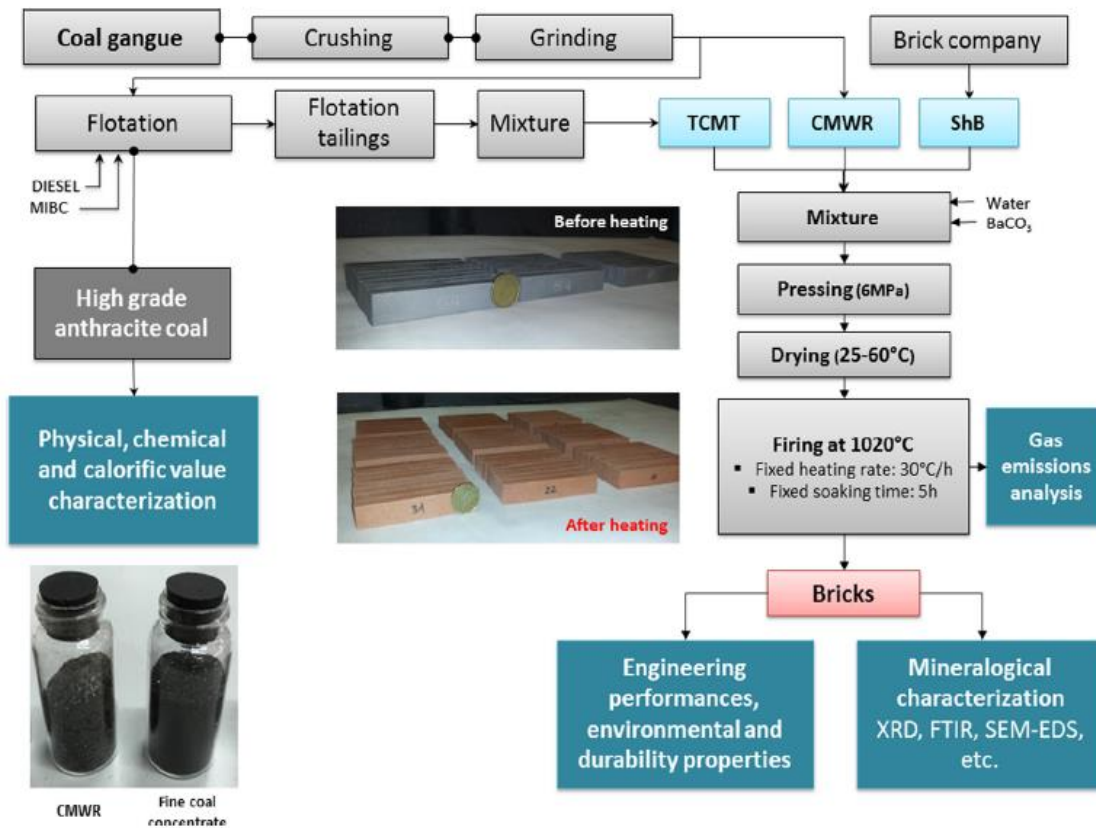 Coal gangue
Crushing
Grinding
Brick company
Flotation
Flotation
tailings
Mixture
TCMT
CMWR
ShB
DIESEL
MIBC
Mixture
Water
BaCO₃
Before heating
High grade
anthracite coal
Pressing (6MPa)
Drying (25-60°C)
Physical, chemical
and calorific value
characterization
Firing at 1020°C
▪ Fixed heating rate: 30°C/h
▪ Fixed soaking time: 5h
Gas
emissions
analysis
31
22
After heating
Bricks
Engineering
performances,
environmental and
durability properties
Mineralogical
characterization
XRD, FTIR, SEM-EDS,
etc.
CMWR
Fine coal
concentrate